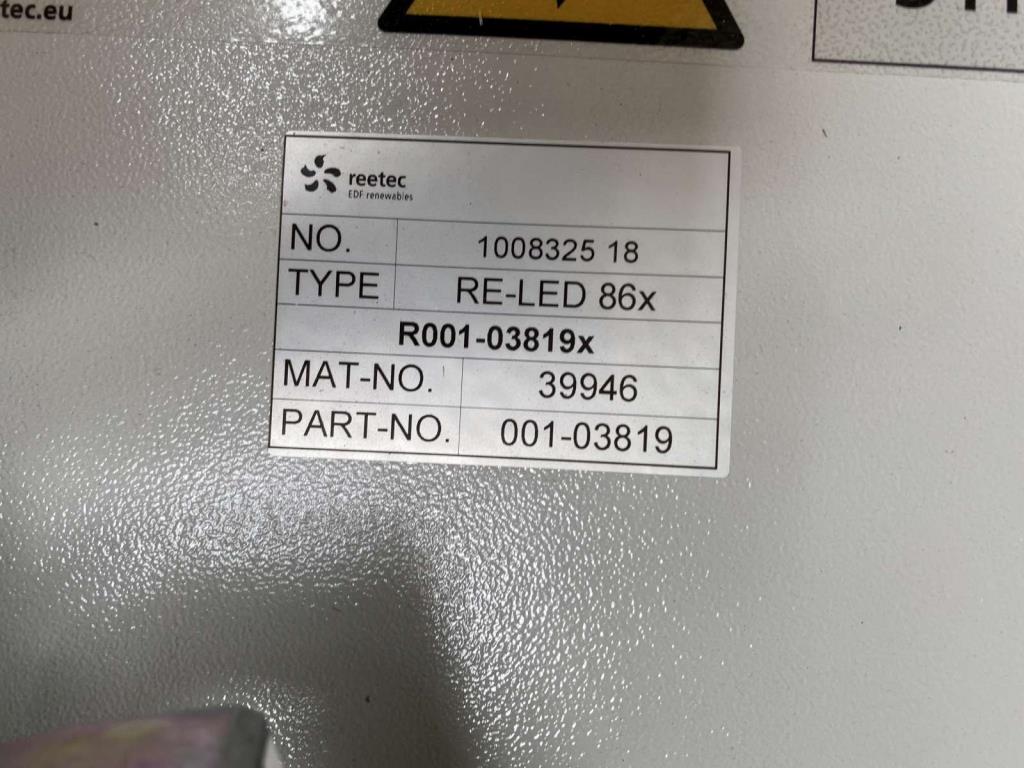 tec.eu
reetec
EDF renewables
NO. 1008325 18
TYPE RE-LED 86x
R001-03819x
MAT-NO. 39946
PART-NO. 001-03819